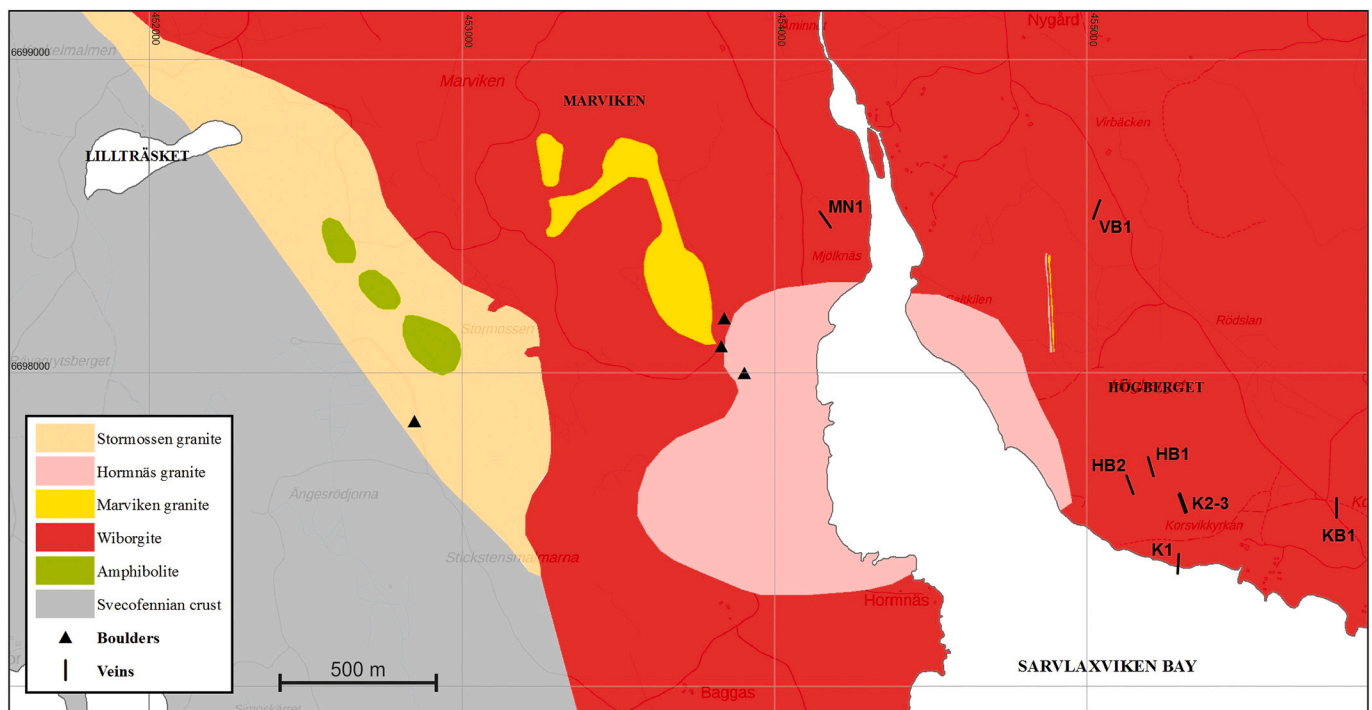 452000
453000
454000
455000
6699000
Nygård
Marviken
MARVIKEN
Virbäcken
LILLTRÄSKET
MN1
VB1
Mjölknäs
Saltkilen
Rödslan
Stormossen
6698000
HÖGBERGET
HB1
HB2
K2-3
Korsvikkyrkan
KB1
K1
Ängesrödjorna
Stickstensmalmarna
Hormnäs
SARVLAXVIKEN BAY
Baggas
Stormossen granite
Hormnäs granite
Marviken granite
Wiborgite
Amphibolite
Svecofennian crust
Boulders
Veins
500 m